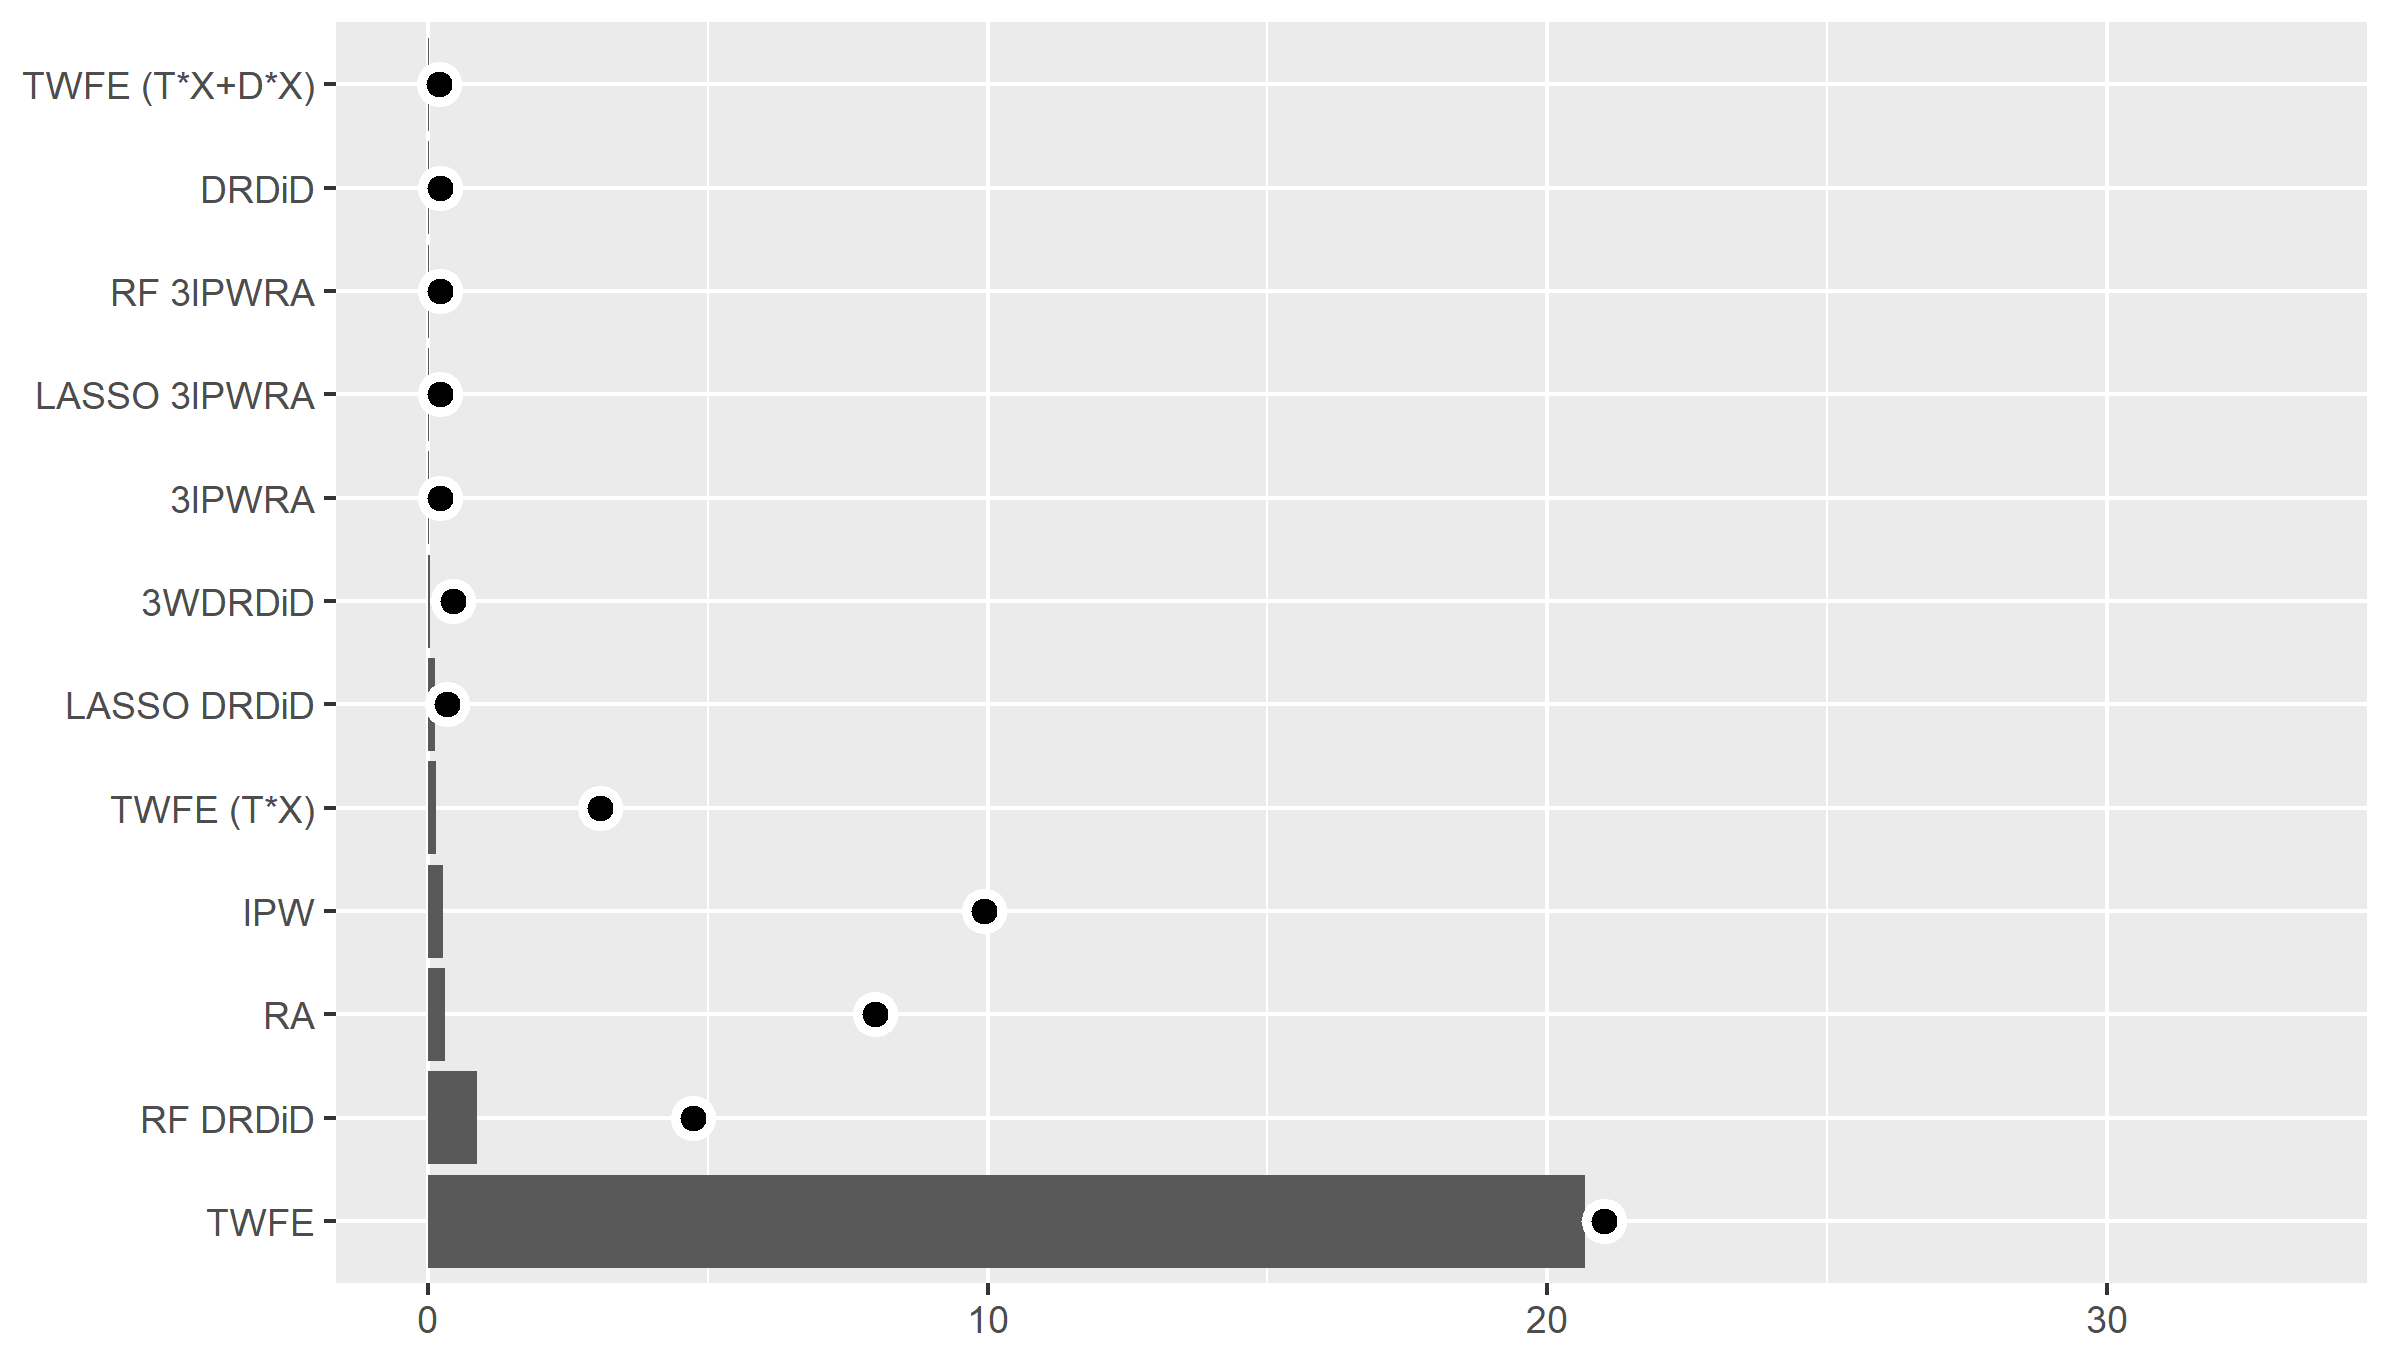 TWFE (T*X+D*X)
DRDiD
RF 3IPWRA
LASSO 3IPWRA
3IPWRA
3WDRDiD
LASSO DRDiD
TWFE (T*X)
IPW
RA
RF DRDiD
TWFE
0 10 20 30